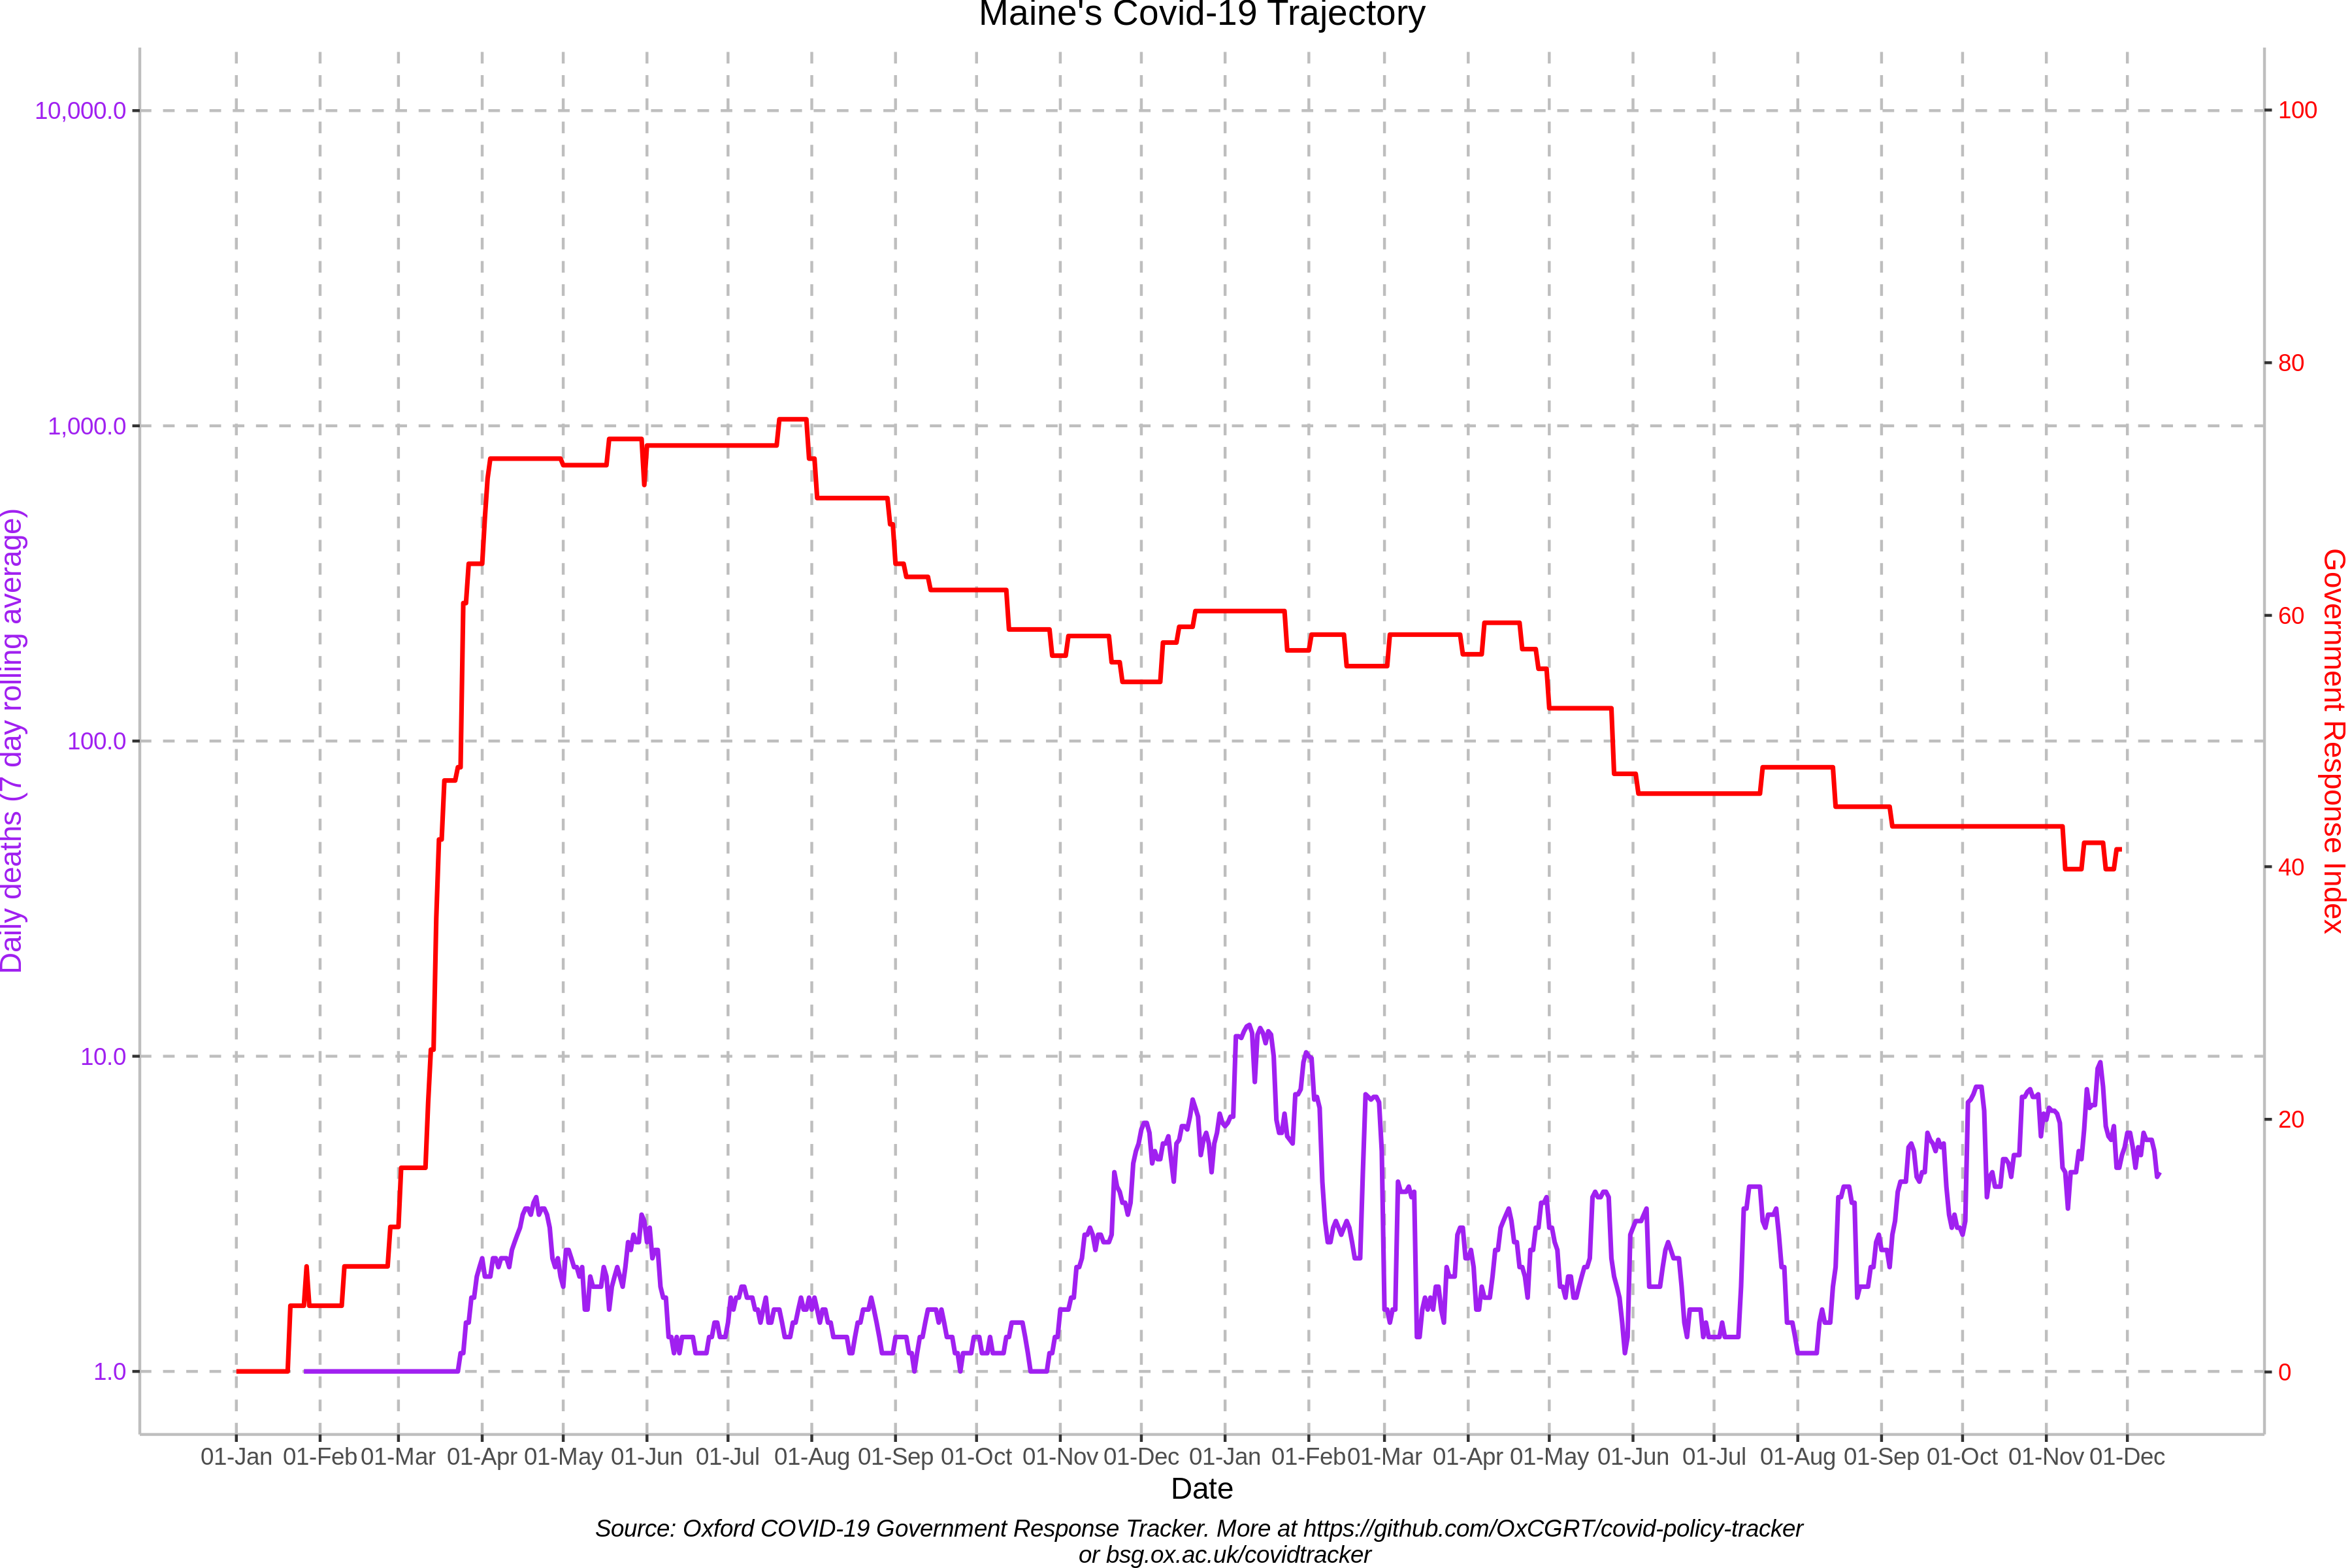 Maine's Covid-19 Trajectory
10,000.0
1,000.0
100.0
10.0
1.0
Daily deaths (7 day rolling average)
100
80
60
40
20
0
Government Response Index
01-Jan 01-Feb 01-Mar 01-Apr 01-May 01-Jun 01-Jul 01-Aug 01-Sep 01-Oct 01-Nov 01-Dec 01-Jan 01-Feb 01-Mar 01-Apr 01-May 01-Jun 01-Jul 01-Aug 01-Sep 01-Oct 01-Nov 01-Dec
Date
Source: Oxford COVID-19 Government Response Tracker. More at https://github.com/OxCGRT/covid-policy-tracker
or bsg.ox.ac.uk/covidtracker